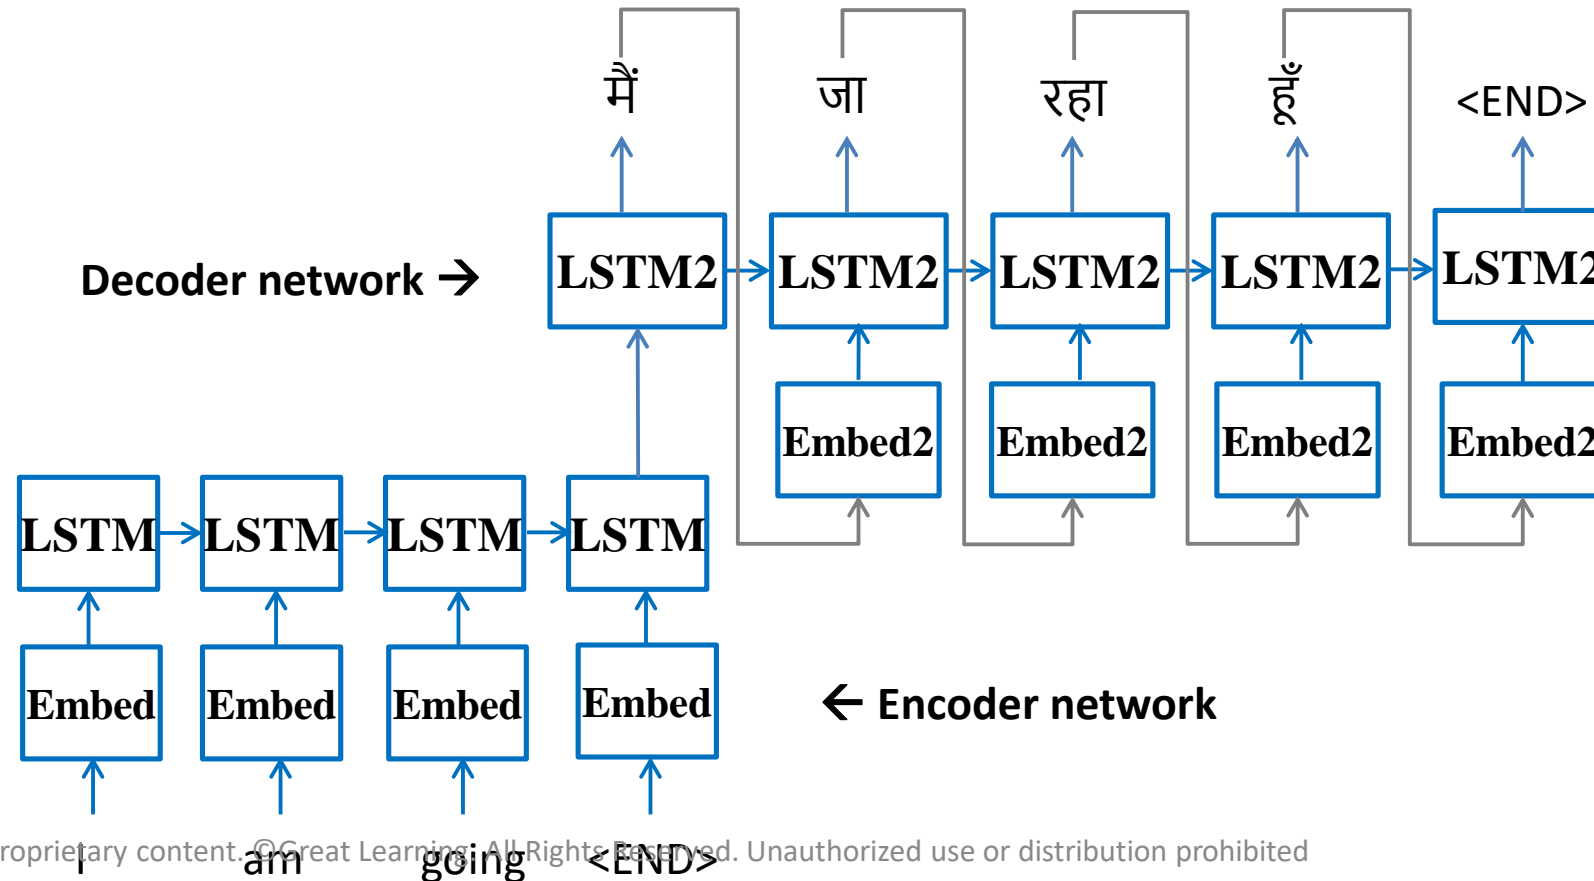 मैं जा रहा हूँ <END>
Decoder network →
LSTM2 LSTM2 LSTM2 LSTM2 LSTM2
Embed2 Embed2 Embed2 Embed2
LSTM LSTM LSTM LSTM
Embed Embed Embed Embed
← Encoder network
I am going <END>
roprietary content. ©Great Learning. All Rights Reserved. Unauthorized use or distribution prohibited